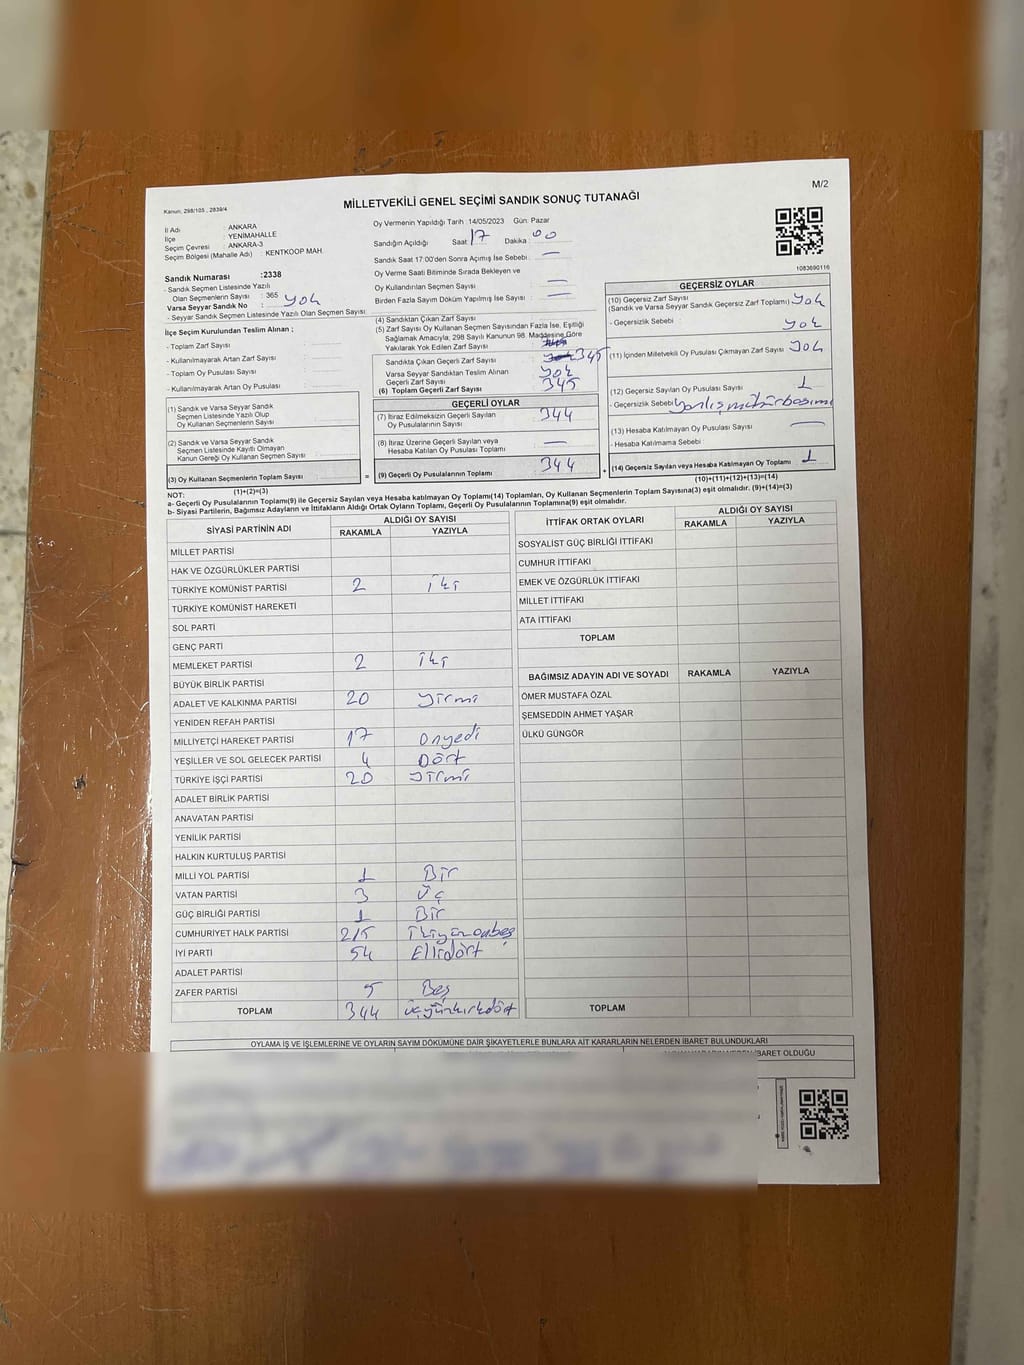 M/2
MİLLETVEKİLİ GENEL SEÇİMİ SANDIK SONUÇ TUTANAĞI
Kanun: 298/105 , 2839/4
İl Adı : ANKARA
İlçe : YENİMAHALLE
Seçim Çevresi : ANKARA-3
Seçim Bölgesi (Mahalle Adı) : KENTKOOP MAH.
Oy Vermenin Yapıldığı Tarih : 14/05/2023 Gün: Pazar
Sandığın Açıldığı Saat 17 Dakika : 00
Sandık Saat 17:00'den Sonra Açımış İse Sebebi : —
Oy Verme Saati Bitiminde Sırada Bekleyen ve
Oy Kullandırılan Seçmen Sayısı : —
Birden Fazla Sayım Döküm Yapılmış İse Sayısı : —
1083690116
Sandık Numarası :2338
- Sandık Seçmen Listesinde Yazılı
Olan Seçmenlerin Sayısı : 365
Varsa Seyyar Sandık No : yok
- Seyyar Sandık Seçmen Listesinde Yazılı Olan Seçmen Sayısı
İlçe Seçim Kurulundan Teslim Alınan ;
- Toplam Zarf Sayısı
- Kullanılmayarak Artan Zarf Sayısı
- Toplam Oy Pusulası Sayısı
- Kullanılmayarak Artan Oy Pusulası
(1) Sandık ve Varsa Seyyar Sandık
Seçmen Listesinde Yazılı Olup
Oy Kullanan Seçmenlerin Sayısı
(2) Sandık ve Varsa Seyyar Sandık
Seçmen Listesinde Kayıtlı Olmayan
Kanun Gereği Oy Kullanan Seçmen Sayısı
(3) Oy Kullanan Seçmenlerin Toplam Sayısı =
(1)+(2)=(3)
(4) Sandıktan Çıkan Zarf Sayısı
(5) Zarf Sayısı Oy Kullanan Seçmen Sayısından Fazla İse, Eşitliği
Sağlamak Amacıyla, 298 Sayılı Kanunun 98. Maddesine Göre
Yakılarak Yok Edilen Zarf Sayısı
Sandıkta Çıkan Geçerli Zarf Sayısı 345
Varsa Seyyar Sandıktan Teslim Alınan
Geçerli Zarf Sayısı yok
(6) Toplam Geçerli Zarf Sayısı 345
GEÇERLİ OYLAR
(7) İtiraz Edilmeksizin Geçerli Sayılan
Oy Pusulasının Sayısı 344
(8) İtiraz Üzerine Geçerli Sayılan veya
Hesaba Katılan Oy Pusulası Toplamı —
(9) Geçerli Oy Pusulalarının Toplamı 344 +
GEÇERSİZ OYLAR
(10) Geçersiz Zarf Sayısı
(Sandık ve Varsa Seyyar Sandık Geçersiz Zarf Toplamı) yok
- Geçersizlik Sebebi : yok
(11) İçinden Milletvekili Oy Pusulası Çıkmayan Zarf Sayısı yok
(12) Geçersiz Sayılan Oy Pusulası Sayısı 1
- Geçersizlik Sebebi yanlış mühür basımı
(13) Hesaba Katılmayan Oy Pusulası Sayısı —
- Hesaba Katılmama Sebebi :
(14) Geçersiz Sayılan veya Hesaba Katılmayan Oy Toplamı 1
(10)+(11)+(12)+(13)=(14)
NOT:
a- Geçerli Oy Pusulalarının Toplamı(9) ile Geçersiz Sayılan veya Hesaba katılmayan Oy Toplamı(14) Toplamları, Oy Kullanan Seçmenlerin Toplam Sayısına(3) eşit olmalıdır. (9)+(14)=(3)
b- Siyasi Partilerin, Bağımsız Adayların ve İttifakların Aldığı Ortak Oyların Toplamı, Geçerli Oy Pusulalarının Toplamına(9) eşit olmalıdır.
SİYASİ PARTİNİN ADI ALDIĞI OY SAYISI
RAKAMLA YAZIYLA
MİLLET PARTİSİ
HAK VE ÖZGÜRLÜKLER PARTİSİ
TÜRKİYE KOMÜNİST PARTİSİ 2 İki
TÜRKİYE KOMÜNİST HAREKETİ
SOL PARTİ
GENÇ PARTİ
MEMLEKET PARTİSİ 2 İki
BÜYÜK BİRLİK PARTİSİ
ADALET VE KALKINMA PARTİSİ 20 yirmi
YENİDEN REFAH PARTİSİ
MİLLİYETÇİ HAREKET PARTİSİ 17 onyedi
YEŞİLLER VE SOL GELECEK PARTİSİ 4 Dört
TÜRKİYE İŞÇİ PARTİSİ 20 yirmi
ADALET BİRLİK PARTİSİ
ANAVATAN PARTİSİ
YENİLİK PARTİSİ
HALKIN KURTULUŞ PARTİSİ
MİLLİ YOL PARTİSİ 1 Bir
VATAN PARTİSİ 3 Üç
GÜÇ BİRLİĞİ PARTİSİ 1 Bir
CUMHURİYET HALK PARTİSİ 215 ikiyüzonbeş
İYİ PARTİ 54 Ellidört
ADALET PARTİSİ
ZAFER PARTİSİ 5 Beş
TOPLAM 344 üçyüzkırkdört
İTTİFAK ORTAK OYLARI ALDIĞI OY SAYISI
RAKAMLA YAZIYLA
SOSYALİST GÜÇ BİRLİĞİ İTTİFAKI
CUMHUR İTTİFAKI
EMEK VE ÖZGÜRLÜK İTTİFAKI
MİLLET İTTİFAKI
ATA İTTİFAKI
TOPLAM
BAĞIMSIZ ADAYIN ADI VE SOYADI RAKAMLA YAZIYLA
ÖMER MUSTAFA ÖZAL
ŞEMSEDDİN AHMET YAŞAR
ÜLKÜ GÜNGÖR
TOPLAM
OYLAMA İŞ VE İŞLEMLERİNE VE OYLARIN SAYIM DÖKÜMÜNE DAİR ŞİKAYETLERLE BUNLARA AİT KARARLARIN NELERDEN İBARET BULUNDUKLARI
İBARET OLDUĞU